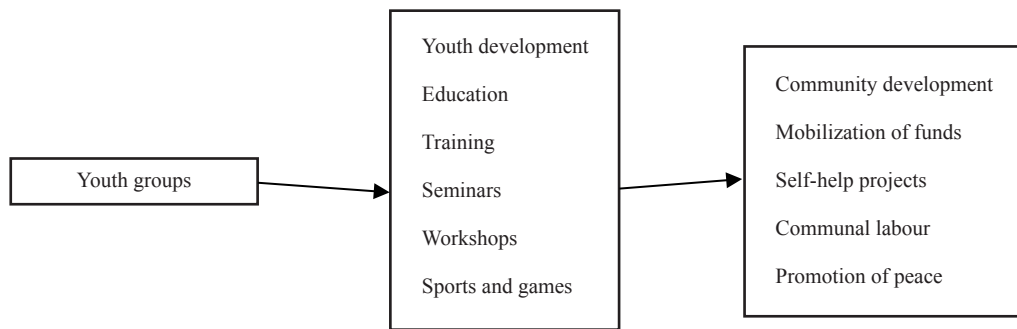 Youth groups
Youth development
Education
Training
Seminars
Workshops
Sports and games
Community development
Mobilization of funds
Self-help projects
Communal labour
Promotion of peace